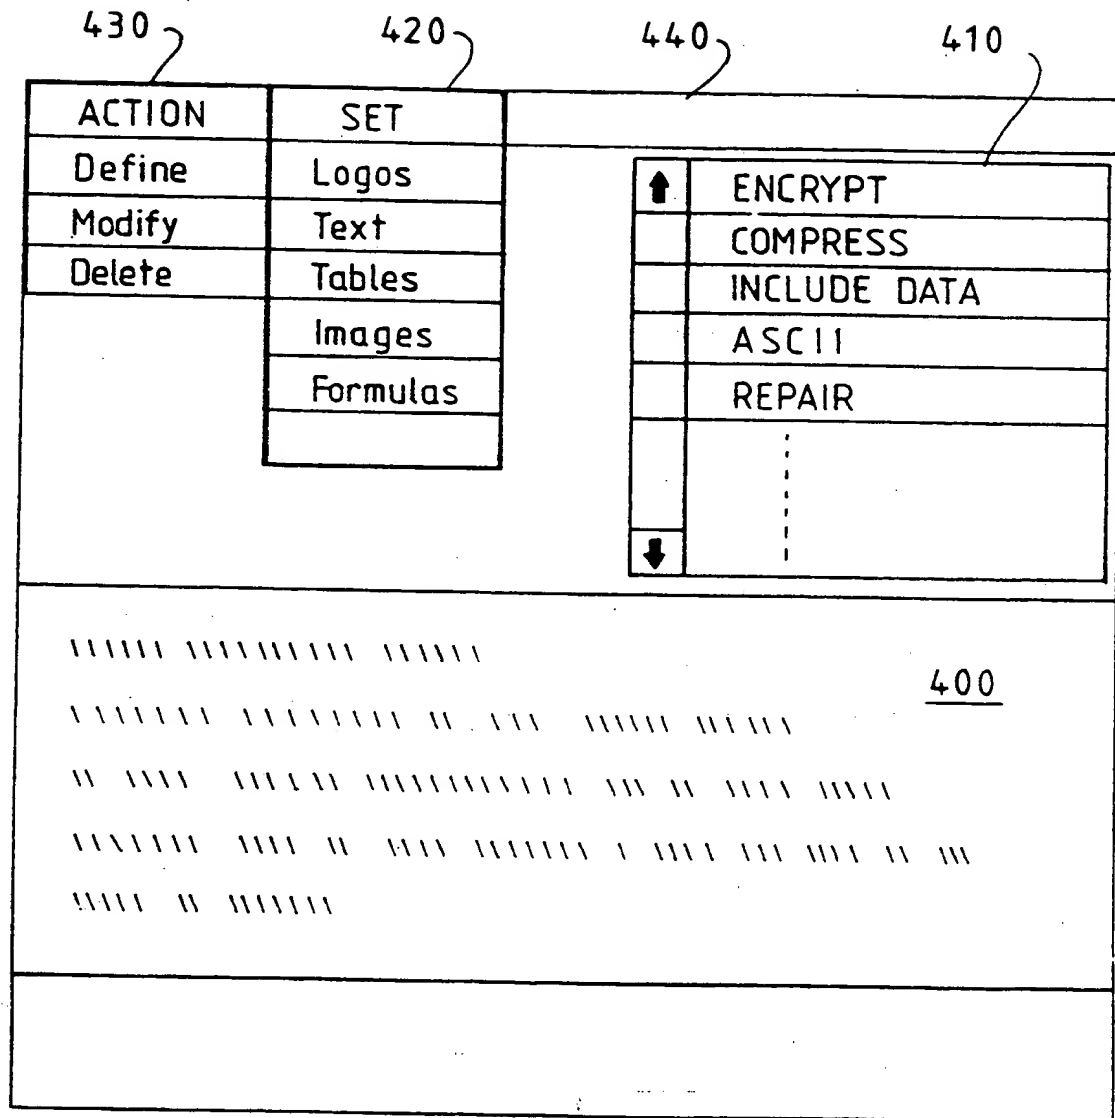 430 420 440 410
ACTION SET
Define Logos ENCRYPT
Modify Text COMPRESS
Delete Tables INCLUDE DATA
Images ASCII
Formulas REPAIR
400